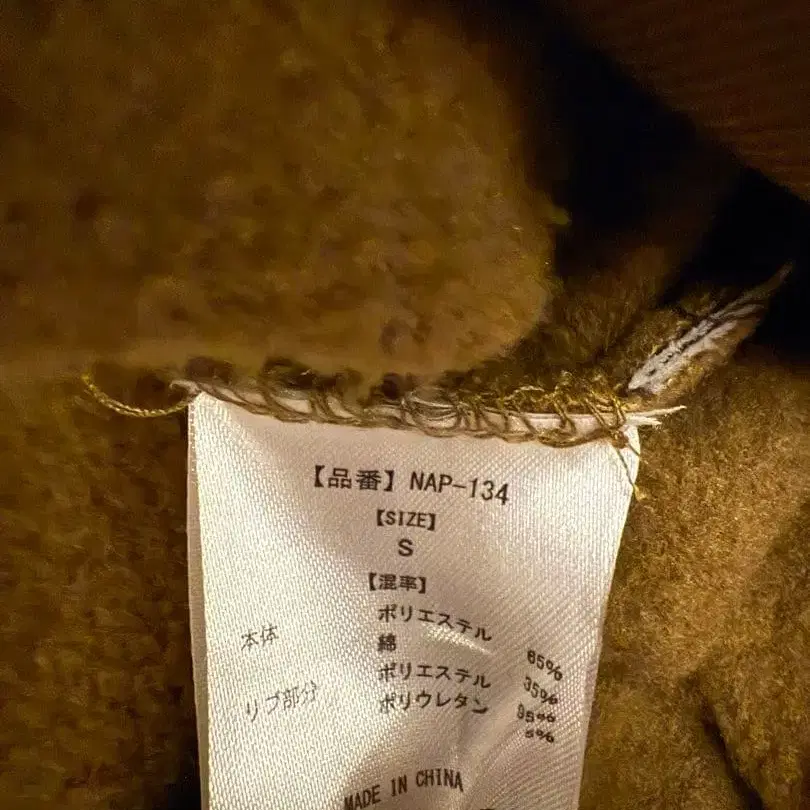 【品番】 NAP-134
【SIZE】
S
【混率】
本体 ポリエステル 65%
綿 35%
リブ部分 ポリエステル 95%
ポリウレタン 5%
MADE IN CHINA